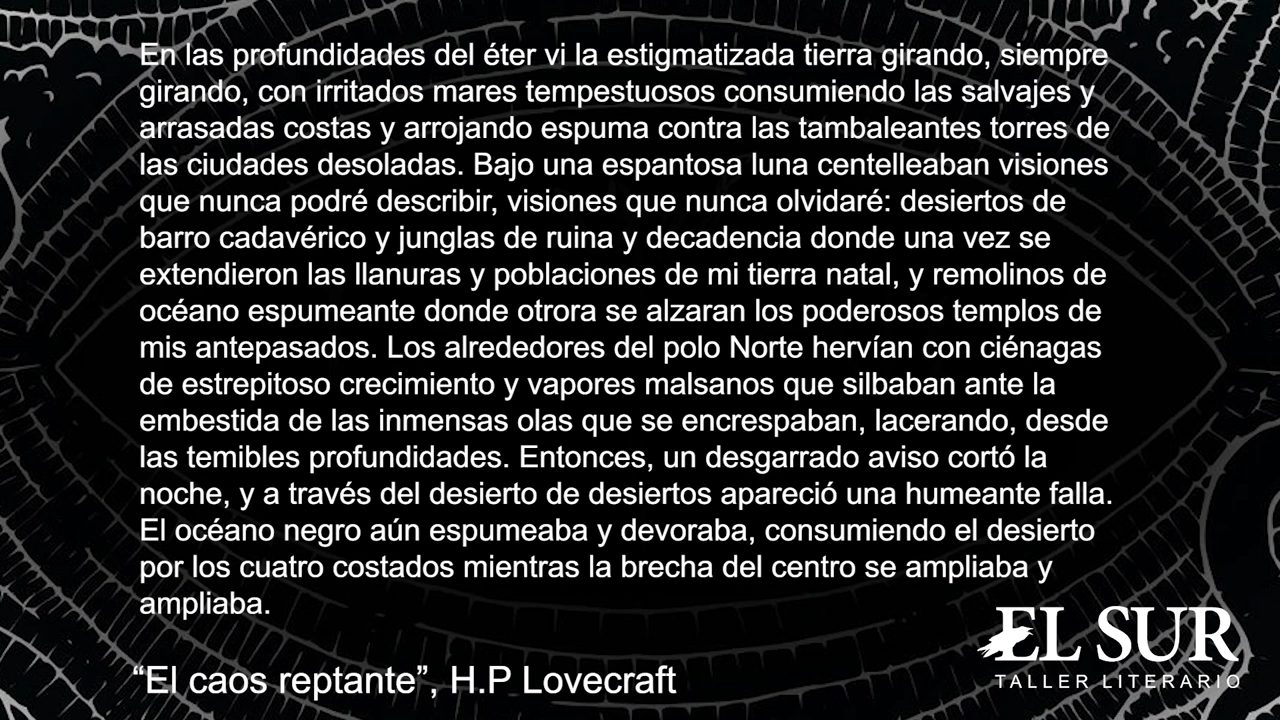 En las profundidades del éter vi la estigmatizada tierra girando, siempre
girando, con irritados mares tempestuosos consumiendo las salvajes y
arrasadas costas y arrojando espuma contra las tambaleantes torres de
las ciudades desoladas. Bajo una espantosa luna centelleaban visiones
que nunca podré describir, visiones que nunca olvidaré: desiertos de
barro cadavérico y junglas de ruina y decadencia donde una vez se
extendieron las llanuras y poblaciones de mi tierra natal, y remolinos de
océano espumeante donde otrora se alzaran los poderosos templos de
mis antepasados. Los alrededores del polo Norte hervían con ciénagas
de estrepitoso crecimiento y vapores malsanos que silbaban ante la
embestida de las inmensas olas que se encrespaban, lacerando, desde
las temibles profundidades. Entonces, un desgarrado aviso cortó la
noche, y a través del desierto de desiertos apareció una humeante falla.
El océano negro aún espumeaba y devoraba, consumiendo el desierto
por los cuatro costados mientras la brecha del centro se ampliaba y
ampliaba.
“El caos reptante”, H.P Lovecraft
EL SUR
TALLER LITERARIO